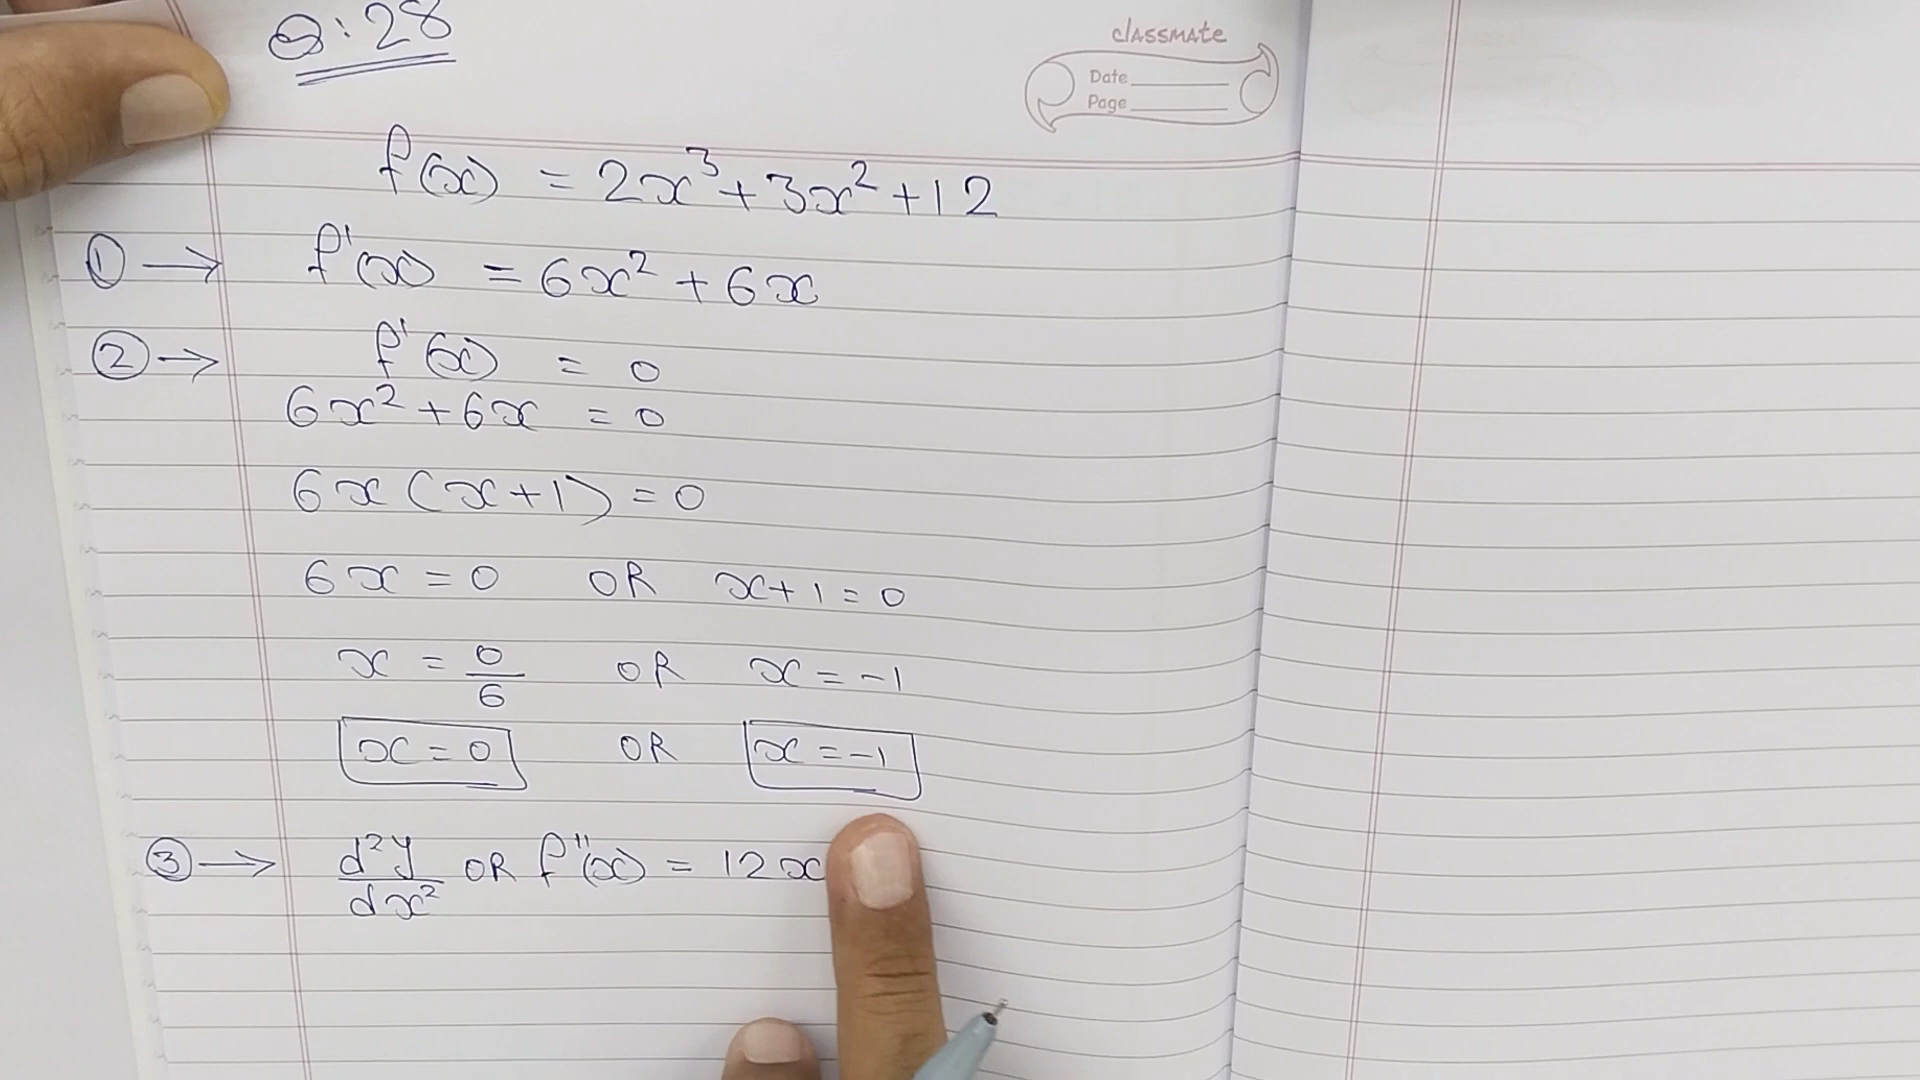 Q: 28
classmate
Date
Page
f(x) = 2x³ + 3x² + 12
① → f'(x) = 6x² + 6x
② → f'(x) = 0
6x² + 6x = 0
6x (x+1) = 0
6x = 0 OR x+1 = 0
x = 0/6 OR x = -1
x = 0 OR x = -1
③ → d²y/dx² OR f''(x) = 12x